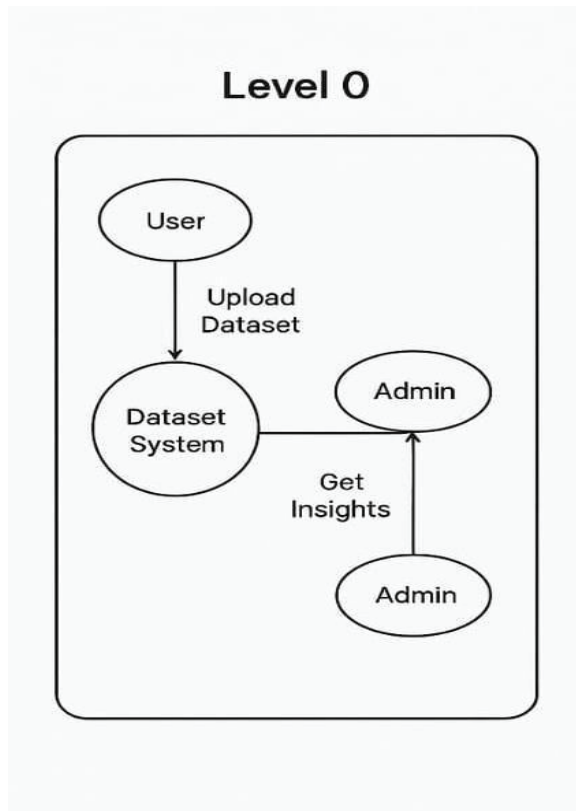 Level 0
User
Upload
Dataset
Admin
Dataset
System
Get
Insights
Admin